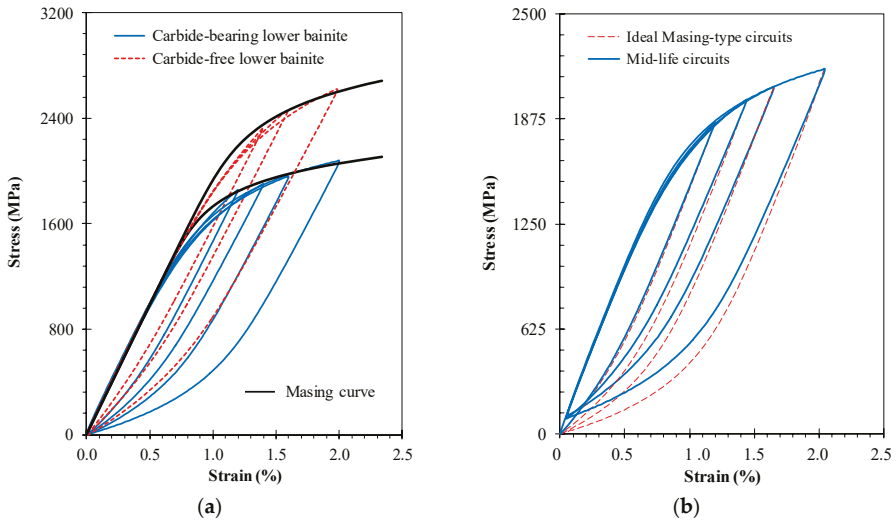 (a)
Stress (MPa)
3200
2400
1600
800
0
0.0 0.5 1.0 1.5 2.0 2.5
Strain (%)
Carbide-bearing lower bainite
Carbide-free lower bainite
Masing curve
(a)
(b)
Stress (MPa)
2500
1875
1250
625
0
0 0.5 1.0 1.5 2.0 2.5
Strain (%)
Ideal Masing-type circuits
Mid-life circuits
(b)